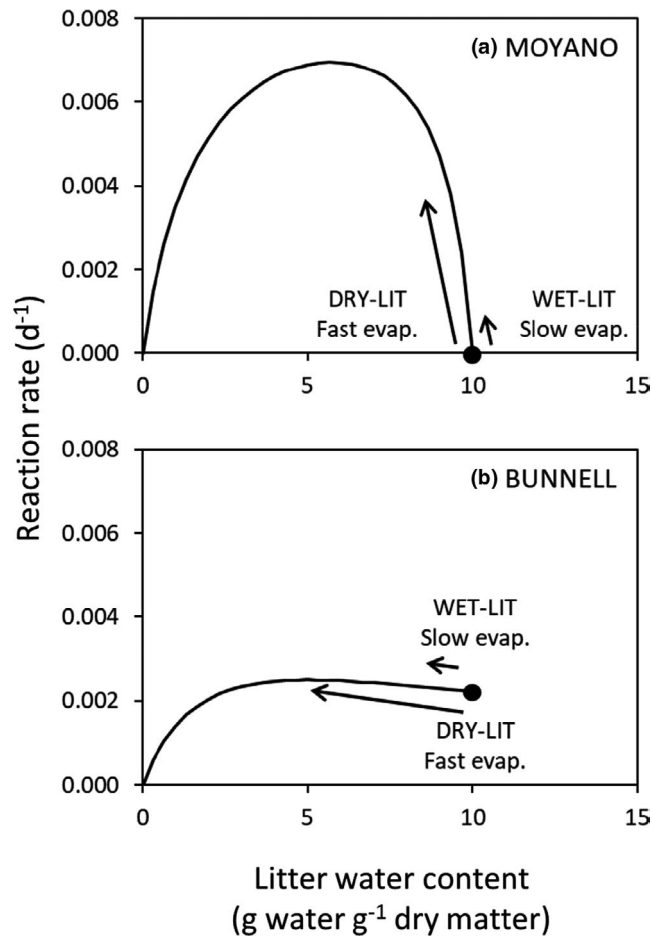 (a) MOYANO
0.008
0.006
0.004
0.002
0.000
DRY-LIT
Fast evap.
WET-LIT
Slow evap.
0
5
10
15
Reaction rate (d⁻¹)
(b) BUNNELL
0.008
0.006
0.004
0.002
0.000
WET-LIT
Slow evap.
DRY-LIT
Fast evap.
0
5
10
15
Litter water content
(g water g⁻¹ dry matter)